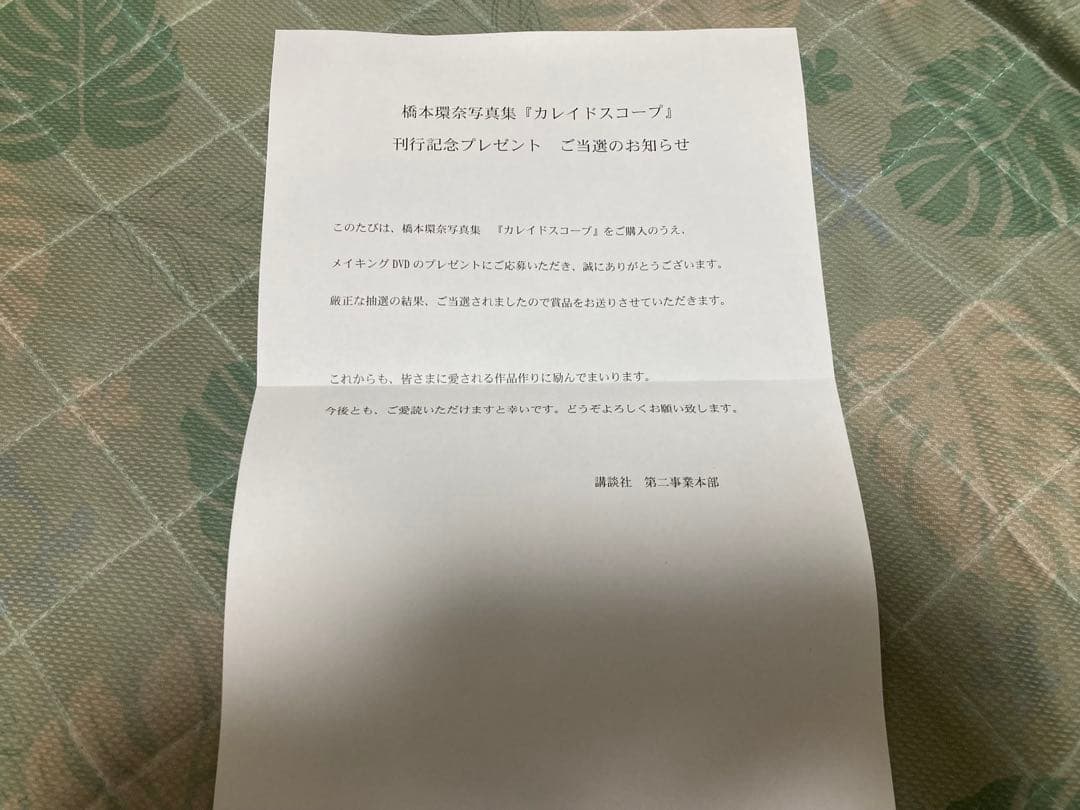 橋本環奈写真集『カレイドスコープ』
刊行記念プレゼント　ご当選のお知らせ
このたびは、橋本環奈写真集　『カレイドスコープ』をご購入のうえ、
メイキングDVDのプレゼントにご応募いただき、誠にありがとうございます。
厳正な抽選の結果、ご当選されましたので賞品をお送りさせていただきます。
これからも、皆さまに愛される作品作りに励んでまいります。
今後とも、ご愛読いただけますと幸いです。どうぞよろしくお願い致します。
講談社　第二事業本部